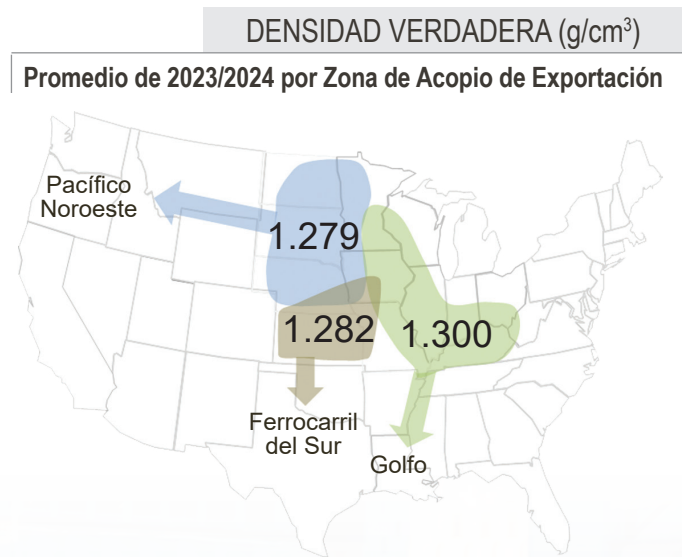 DENSIDAD VERDADERA (g/cm³)
Promedio de 2023/2024 por Zona de Acopio de Exportación
Pacífico
Noroeste
1.279
1.282
1.300
Ferrocarril
del Sur
Golfo